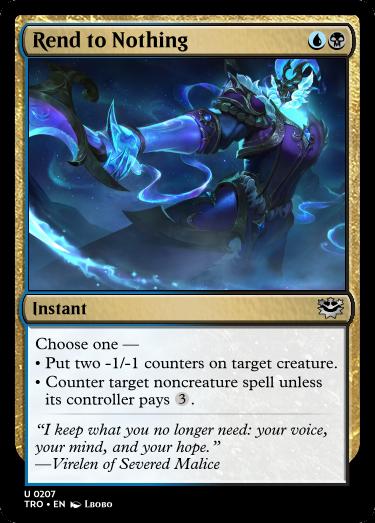 Rend to Nothing
Instant
Choose one —
• Put two -1/-1 counters on target creature.
• Counter target noncreature spell unless
its controller pays 3 .
“I keep what you no longer need: your voice,
your mind, and your hope.”
—Virelen of Severed Malice
U 0207
TRO • EN Lbobo